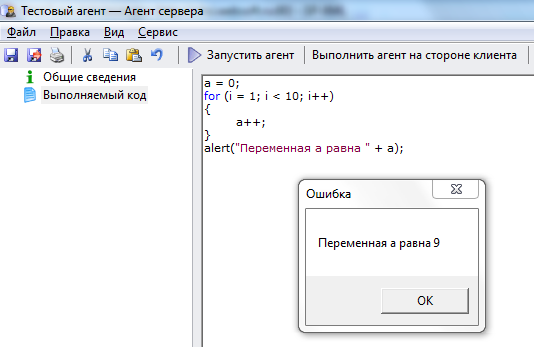 Тестовый агент — Агент сервера
Файл Правка Вид Сервис
Запустить агент Выполнить агент на стороне клиента
Общие сведения
Выполняемый код
a = 0;
for (i = 1; i < 10; i++)
{
a++;
}
alert("Переменная a равна " + a);
Ошибка
Переменная a равна 9
OK